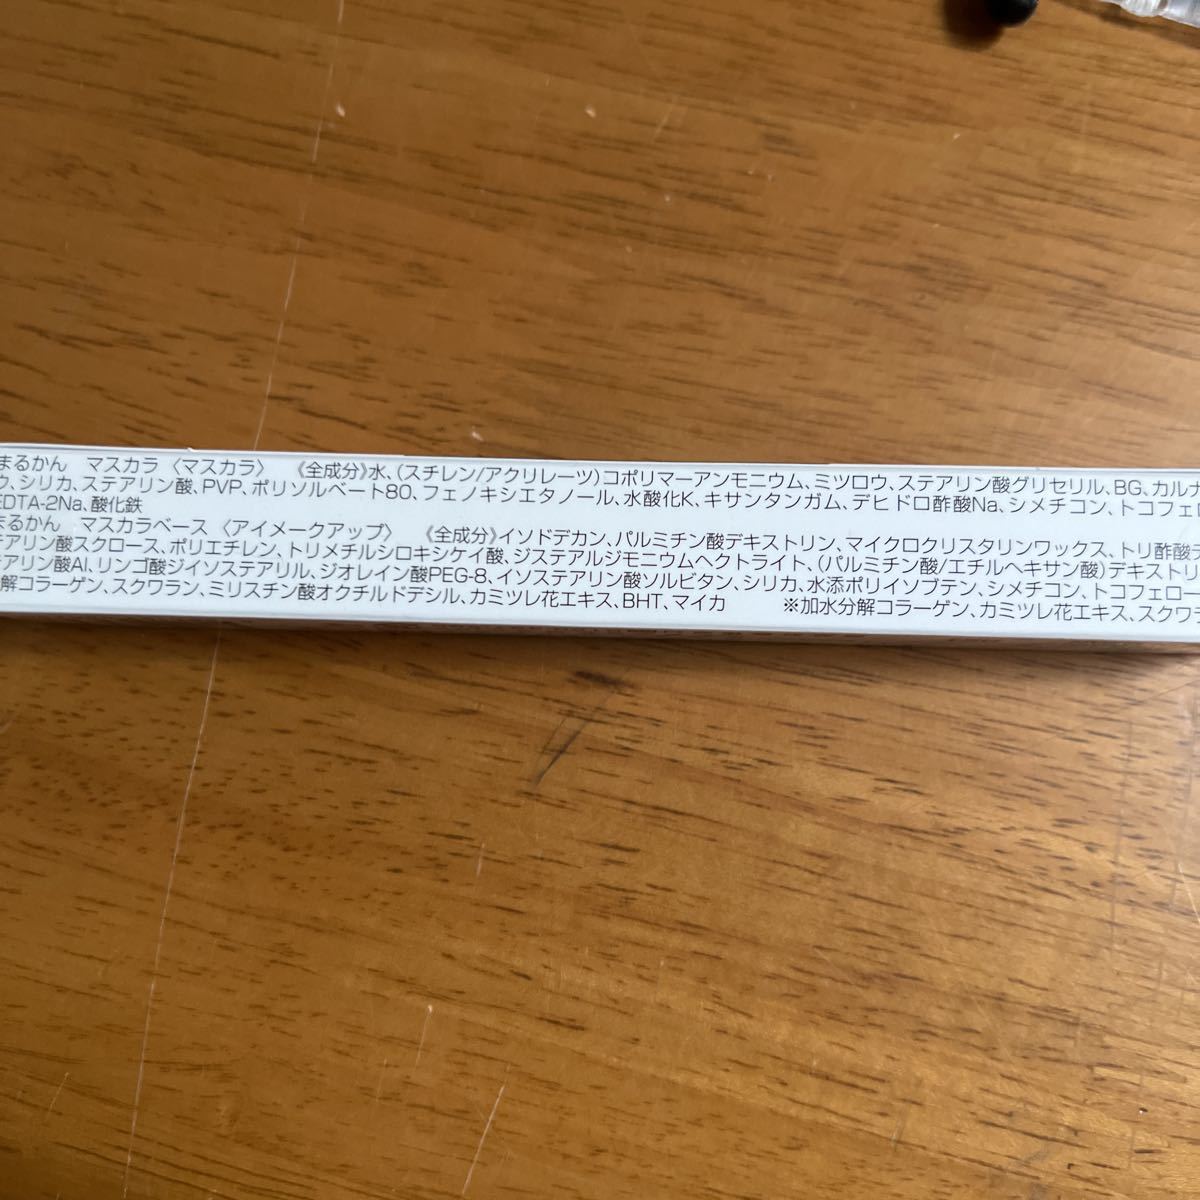 まるかん　マスカラ〈マスカラ〉　《全成分》水、(スチレン/アクリレーツ)コポリマーアンモニウム、ミツロウ、ステアリン酸グリセリル、BG、カルナ
ウ、シリカ、ステアリン酸、PVP、ポリソルベート80、フェノキシエタノール、水酸化K、キサンタンガム、デヒドロ酢酸Na、シメチコン、トコフェロ
EDTA-2Na、酸化鉄
まるかん　マスカラベース〈アイメークアップ〉　《全成分》イソドデカン、パルミチン酸デキストリン、マイクロクリスタリンワックス、トリ酢酸
テアリン酸スクロース、ポリエチレン、トリメチルシロキシケイ酸、ジステアルジモニウムヘクトライト、(パルミチン酸/エチルヘキサン酸)デキストリ
テアリン酸Al、リンゴ酸ジイソステアリル、ジオレイン酸PEG-8、イソステアリン酸ソルビタン、シリカ、水添ポリイソブテン、シメチコン、トコフェロー
解コラーゲン、スクワラン、ミリスチン酸オクチルドデシル、カミツレ花エキス、BHT、マイカ　　※加水分解コラーゲン、カミツレ花エキス、スクワラ